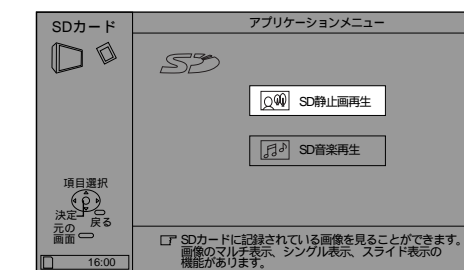 SDカード
アプリケーションメニュー
SD
SD静止画再生
SD音楽再生
項目選択
決定
戻る
元の
画面
16:00
SDカードに記録されている画像を見ることができます。
画像のマルチ表示、シングル表示、スライド表示の
機能があります。